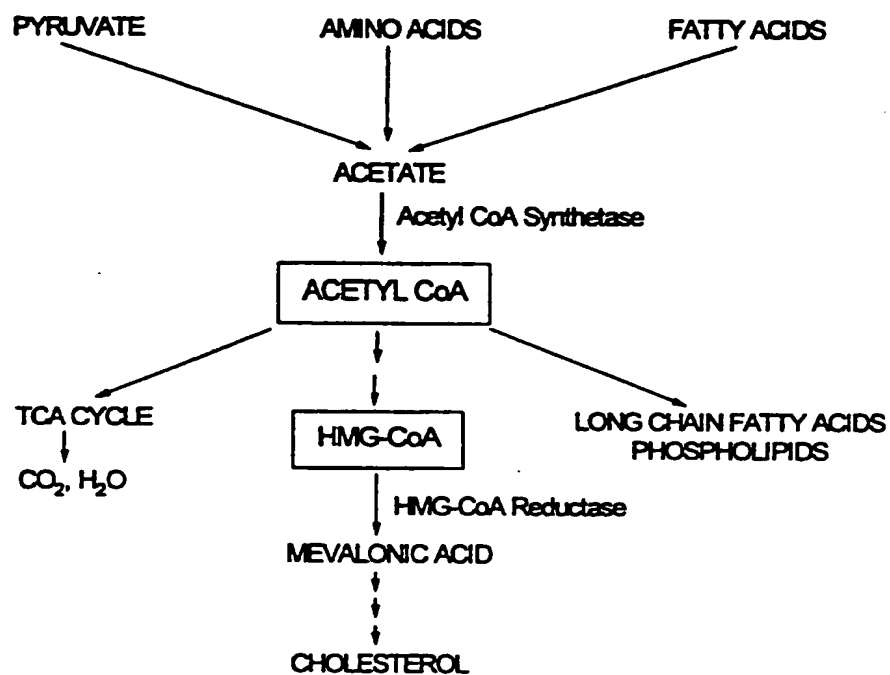 PYRUVATE
AMINO ACIDS
FATTY ACIDS
ACETATE
Acetyl CoA Synthetase
ACETYL CoA
TCA CYCLE
CO₂, H₂O
HMG-CoA
LONG CHAIN FATTY ACIDS
PHOSPHOLIPIDS
HMG-CoA Reductase
MEVALONIC ACID
CHOLESTEROL